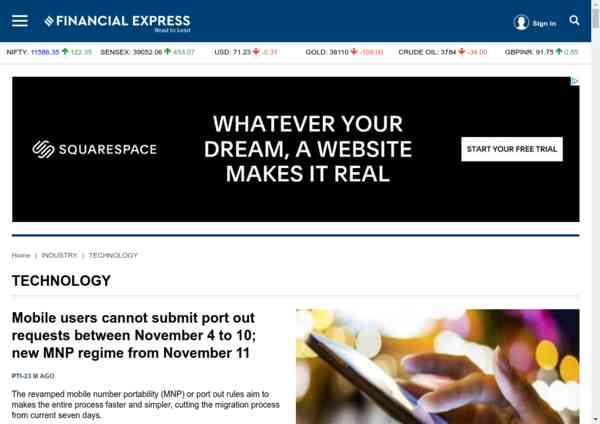 FINANCIAL EXPRESS
Read to Lead
Sign In
NIFTY: 11586.35 122.35 SENSEX: 39052.06 453.07 USD: 71.23 -0.31 GOLD: 38110 -109.00 CRUDE OIL: 3784 -34.00 GBPINR: 91.75 0.85
SQUARESPACE
WHATEVER YOUR
DREAM, A WEBSITE
MAKES IT REAL
START YOUR FREE TRIAL
Home | INDUSTRY | TECHNOLOGY
TECHNOLOGY
Mobile users cannot submit port out
requests between November 4 to 10;
new MNP regime from November 11
PTI-23 M AGO
The revamped mobile number portability (MNP) or port out rules aim to
makes the entire process faster and simpler, cutting the migration process
from current seven days.